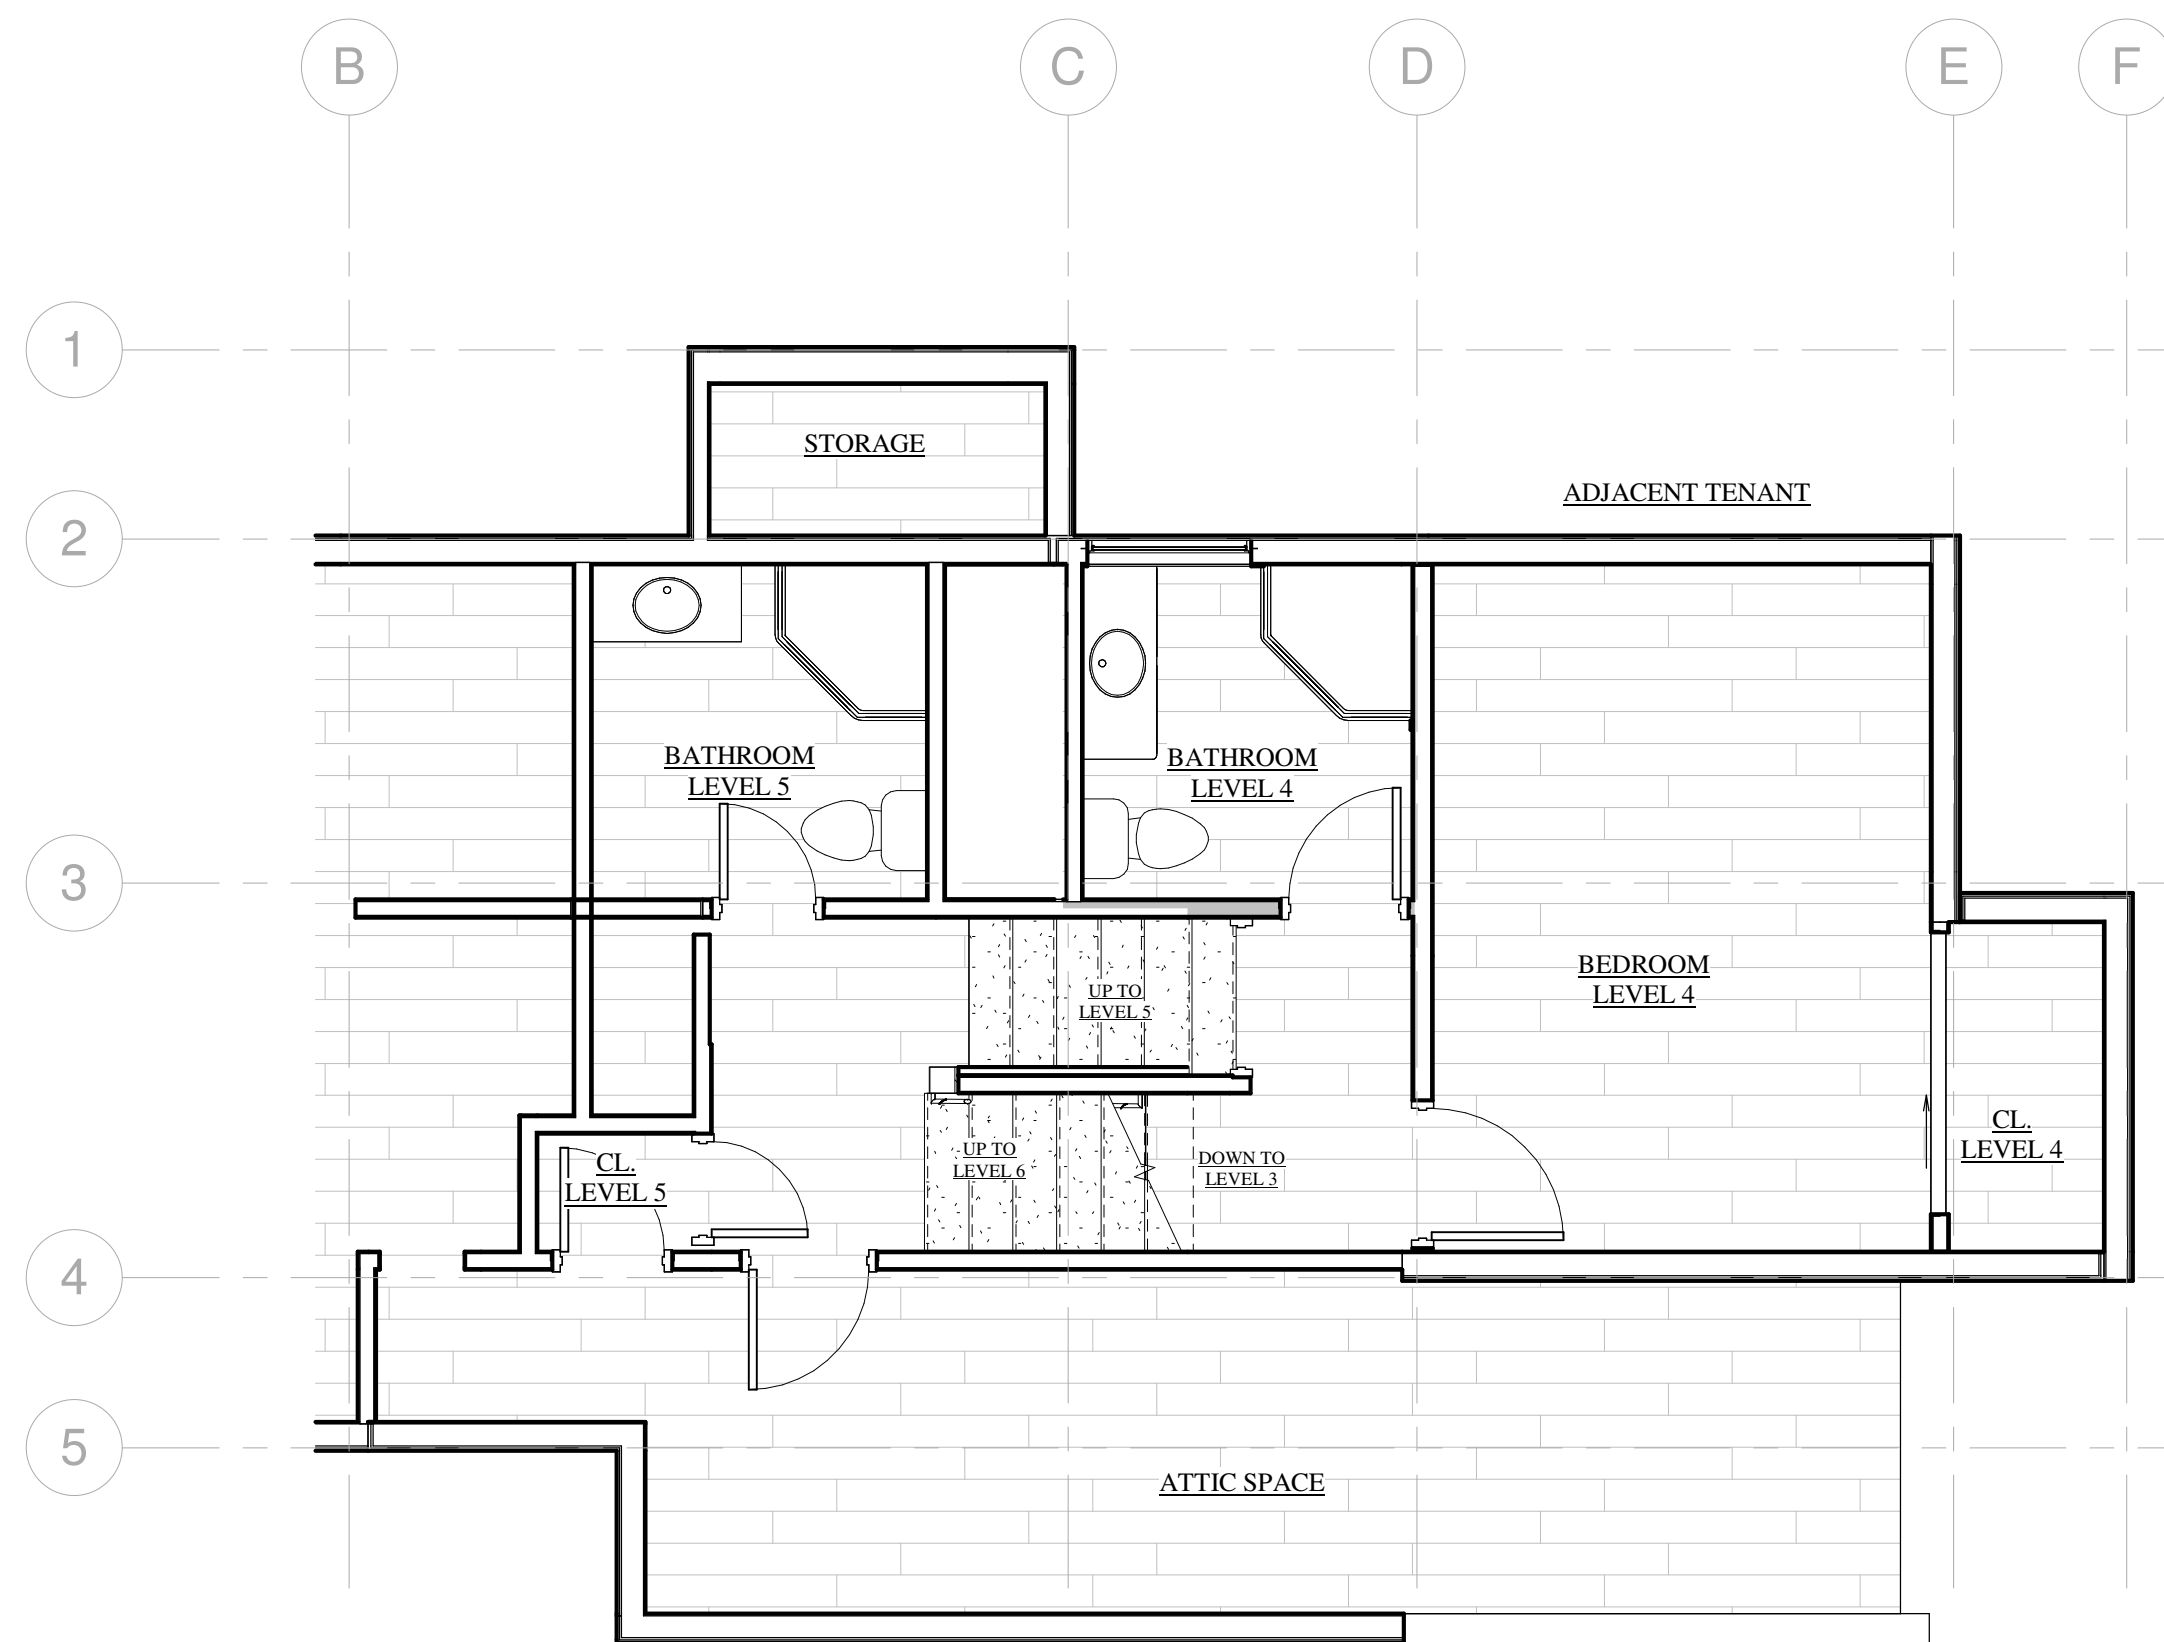 B
C
D
E
F
1
STORAGE
2
ADJACENT TENANT
BATHROOM
LEVEL 5
BATHROOM
LEVEL 4
3
BEDROOM
LEVEL 4
UP TO
LEVEL 5
CL.
LEVEL 5
UP TO
LEVEL 6
DOWN TO
LEVEL 3
CL.
LEVEL 4
4
5
ATTIC SPACE